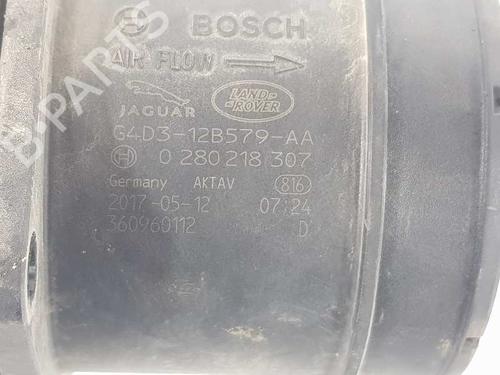 BOSCH
AIR FLOW
JAGUAR
LAND-
ROVER
G4D3-12B579-AA
0 280 218 307
Germany AKTAV 816
2017-05-12 07:24
360960112 D
B-PARTS